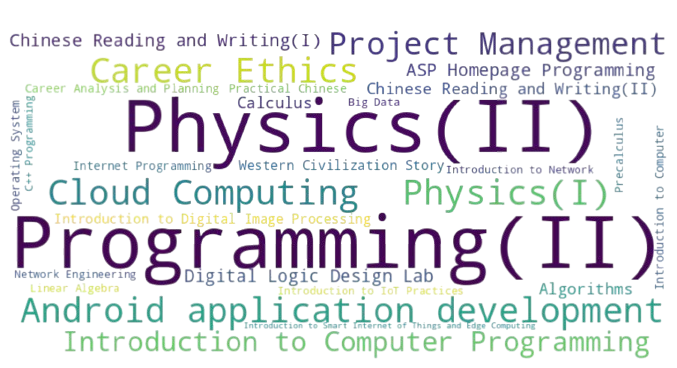 Chinese Reading and Writing(I)
Project Management
Career Ethics
ASP Homepage Programming
Career Analysis and Planning
Practical Chinese
Chinese Reading and Writing(II)
Calculus
Big Data
Operating System
C++ Programming
Physics(II)
Precalculus
Introduction to Computer
Internet Programming
Western Civilization Story
Introduction to Network
Cloud Computing
Physics(I)
Introduction to Digital Image Processing
Programming(II)
Network Engineering
Digital Logic Design Lab
Linear Algebra
Introduction to IoT Practices
Algorithms
Android application development
Introduction to Smart Internet of Things and Edge Computing
Introduction to Computer Programming